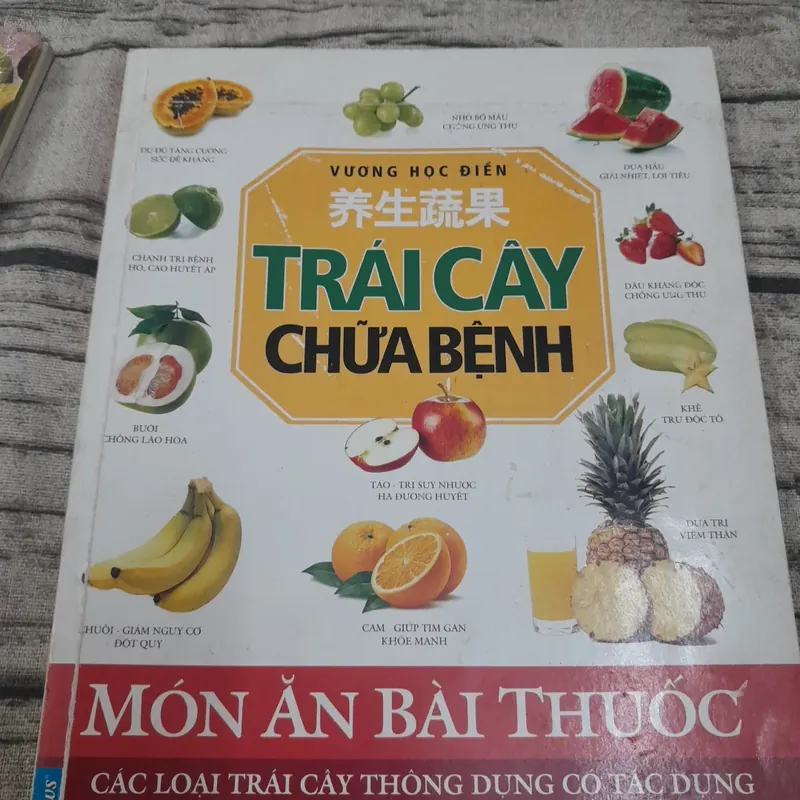 ĐU ĐỦ TĂNG CƯỜNG
SỨC ĐỀ KHÁNG
NHO BỔ MÁU
CHỐNG UNG THƯ
DƯA HẤU
GIẢI NHIỆT, LỢI TIỂU
VƯƠNG HỌC ĐIỂN
养生蔬果
TRÁI CÂY
CHỮA BỆNH
CHANH TRỊ BỆNH
HO, CAO HUYẾT ÁP
DÂU KHÁNG ĐỘC
CHỐNG UNG THƯ
BƯỞI
CHỐNG LÃO HÓA
KHẾ
TRỪ ĐỘC TỐ
TÁO - TRỊ SUY NHƯỢC
HẠ ĐƯỜNG HUYẾT
DỨA TRỊ
VIÊM THẬN
CHUỐI - GIẢM NGUY CƠ
ĐỘT QUỴ
CAM GIÚP TIM GAN
KHỎE MẠNH
MÓN ĂN BÀI THUỐC
CÁC LOẠI TRÁI CÂY THÔNG DỤNG CÓ TÁC DỤNG